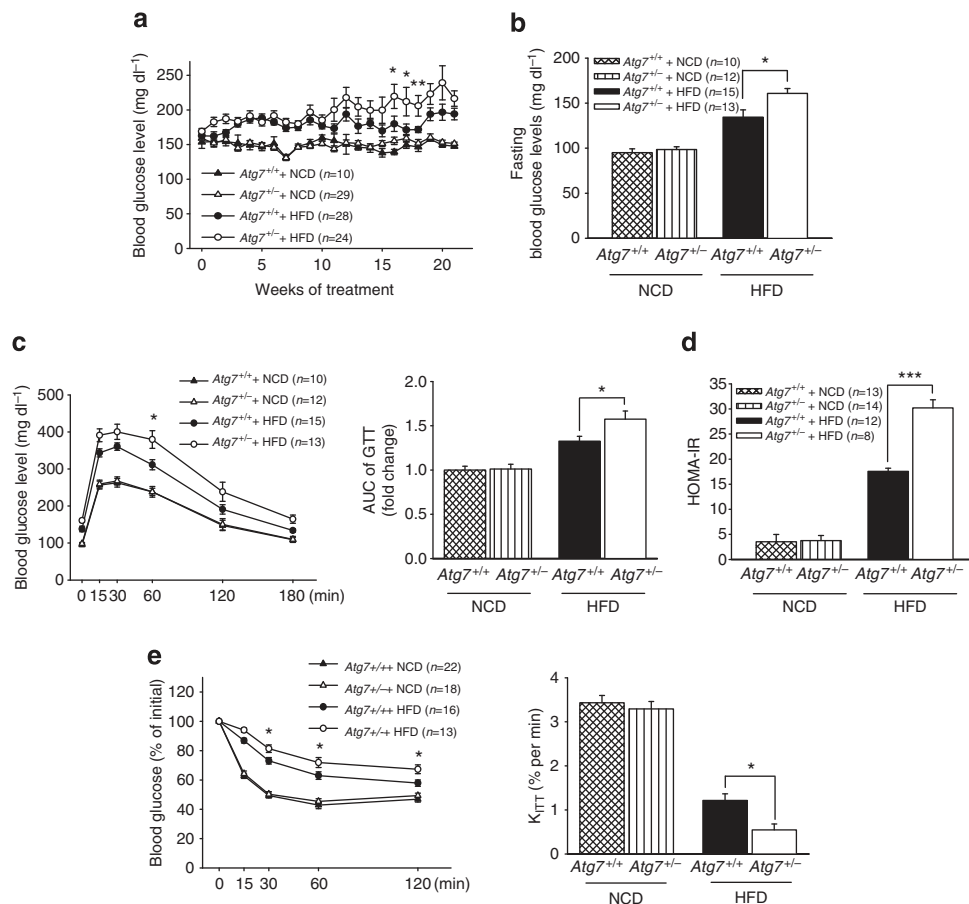 a
Blood glucose level (mg dl⁻¹)
250
200
150
100
50
0
* * **
Atg7+/+ + NCD (n=10)
Atg7+/– + NCD (n=29)
Atg7+/+ + HFD (n=28)
Atg7+/– + HFD (n=24)
0 5 10 15 20
Weeks of treatment
b
Fasting
blood glucose levels (mg dl⁻¹)
200
150
100
50
0
Atg7+/+ + NCD (n=10)
Atg7+/– + NCD (n=12)
Atg7+/+ + HFD (n=15)
Atg7+/– + HFD (n=13)
*
Atg7+/+ Atg7+/– Atg7+/+ Atg7+/–
NCD HFD
c
Blood glucose level (mg dl⁻¹)
500
400
300
200
100
0
Atg7+/+ + NCD (n=10)
Atg7+/– + NCD (n=12)
Atg7+/+ + HFD (n=15)
Atg7+/– + HFD (n=13)
*
0 15 30 60 120 180 (min)
AUC of GTT
(fold change)
2.0
1.5
1.0
0.5
0.0
*
Atg7+/+ Atg7+/– Atg7+/+ Atg7+/–
NCD HFD
d
HOMA-IR
35
30
25
20
15
10
5
0
Atg7+/+ + NCD (n=13)
Atg7+/– + NCD (n=14)
Atg7+/+ + HFD (n=12)
Atg7+/– + HFD (n=8)
***
Atg7+/+ Atg7+/– Atg7+/+ Atg7+/–
NCD HFD
e
Blood glucose (% of initial)
120
100
80
60
40
20
0
Atg7+/++ NCD (n=22)
Atg7+/–+ NCD (n=18)
Atg7+/++ HFD (n=16)
Atg7+/–+ HFD (n=13)
* * *
0 15 30 60 120 (min)
KITT (% per min)
4
3
2
1
0
*
Atg7+/+ Atg7+/– Atg7+/+ Atg7+/–
NCD HFD